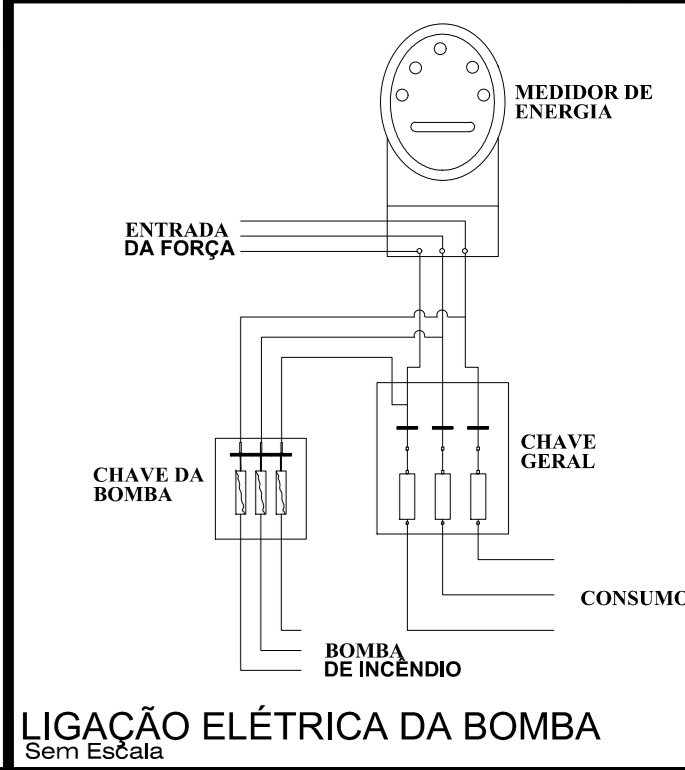 MEDIDOR DE
ENERGIA
ENTRADA
DA FORÇA
CHAVE
GERAL
CHAVE DA
BOMBA
CONSUMO
BOMBA
DE INCÊNDIO
LIGAÇÃO ELÉTRICA DA BOMBA
Sem Escala